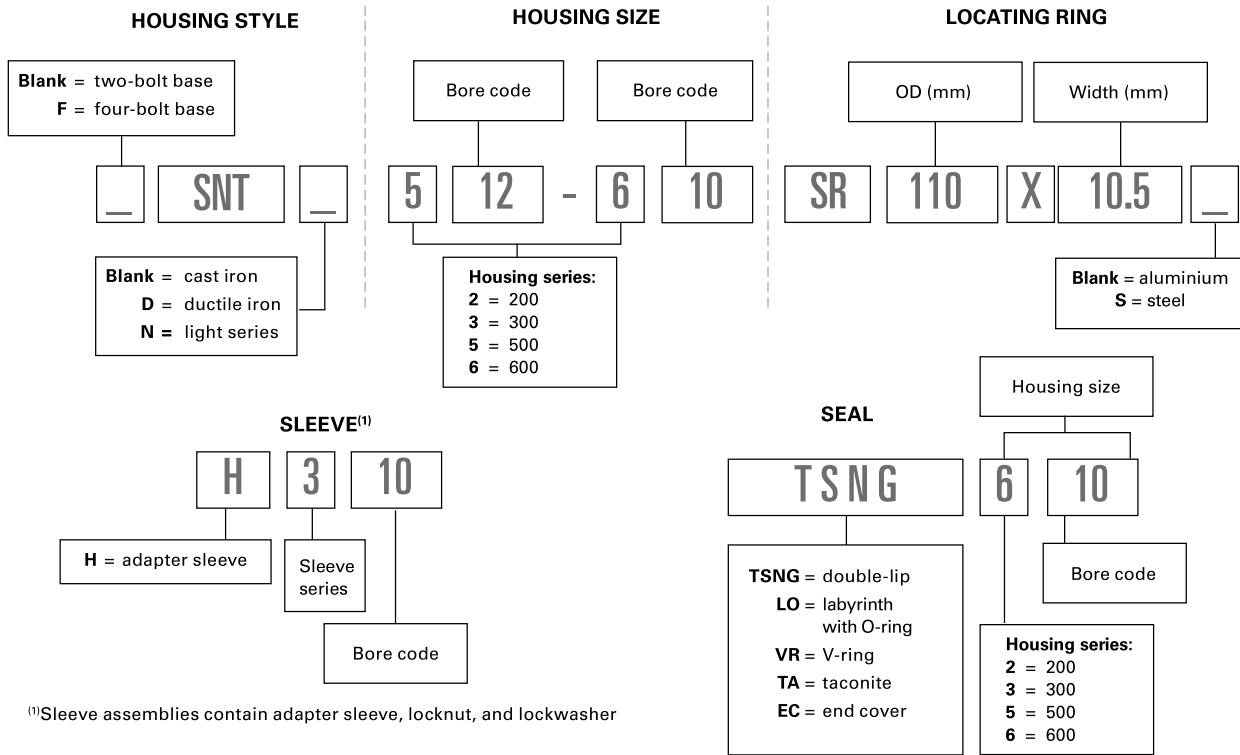 HOUSING STYLE
Blank = two-bolt base
F = four-bolt base
_ SNT _
Blank = cast iron
D = ductile iron
N = light series
HOUSING SIZE
Bore code
Bore code
5 12 - 6 10
Housing series:
2 = 200
3 = 300
5 = 500
6 = 600
LOCATING RING
OD (mm)
Width (mm)
SR 110 X 10.5 _
Blank = aluminium
S = steel
SLEEVE(1)
H 3 10
H = adapter sleeve
Sleeve
series
Bore code
(1)Sleeve assemblies contain adapter sleeve, locknut, and lockwasher
SEAL
Housing size
TSNG 6 10
TSNG = double-lip
LO = labyrinth
with O-ring
VR = V-ring
TA = taconite
EC = end cover
Bore code
Housing series:
2 = 200
3 = 300
5 = 500
6 = 600